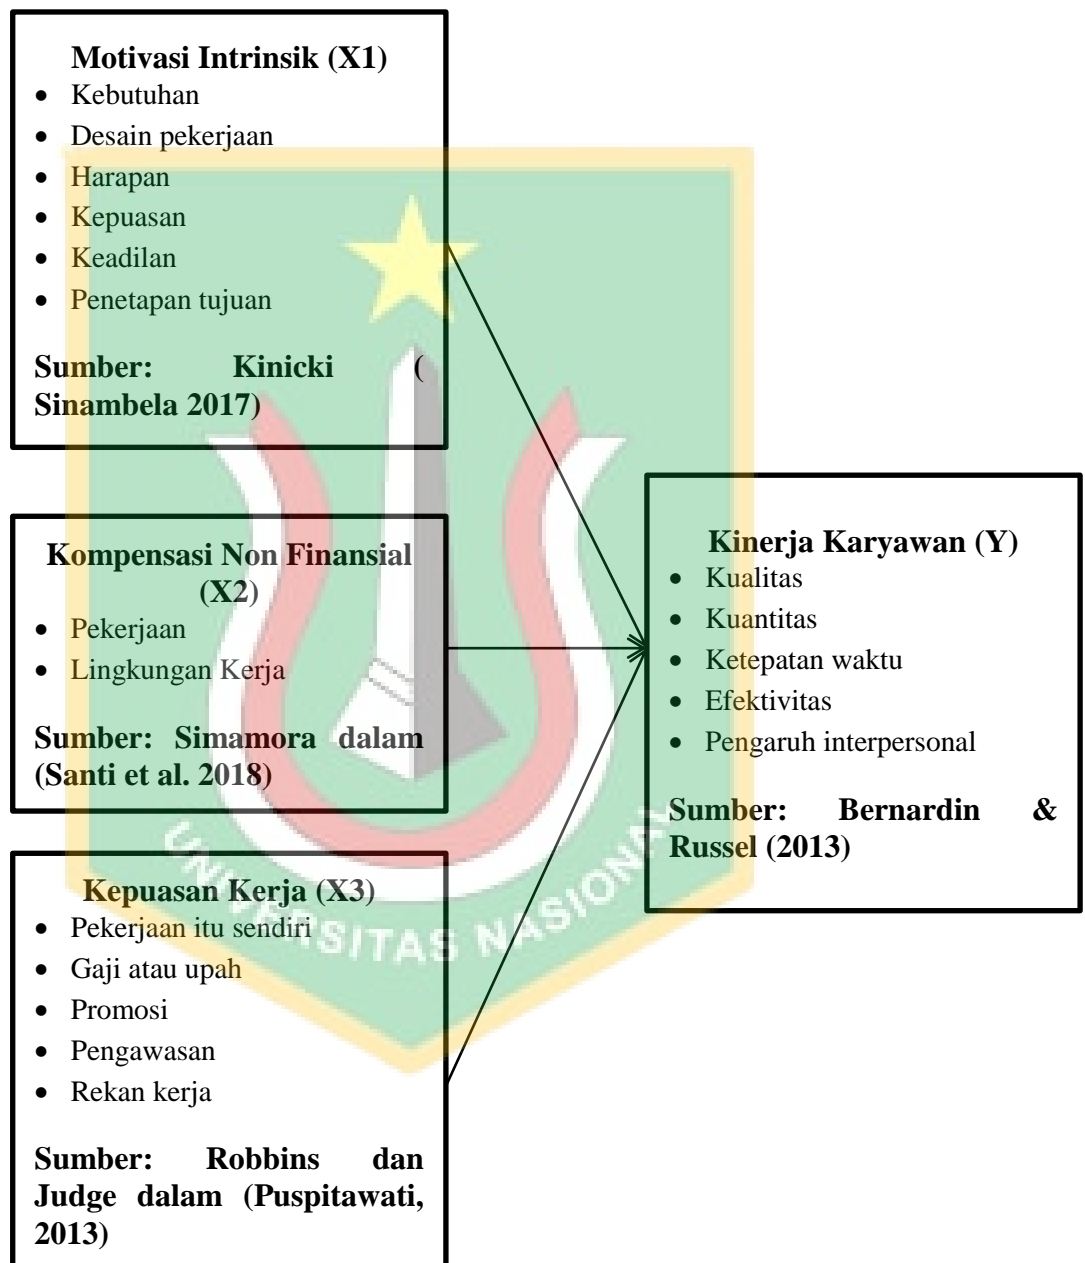 Motivasi Intrinsik (X1)
• Kebutuhan
• Desain pekerjaan
• Harapan
• Kepuasan
• Keadilan
• Penetapan tujuan
Sumber: Kinicki (
Sinambela 2017)
Kompensasi Non Finansial
(X2)
• Pekerjaan
• Lingkungan Kerja
Sumber: Simamora dalam
(Santi et al. 2018)
Kepuasan Kerja (X3)
• Pekerjaan itu sendiri
• Gaji atau upah
• Promosi
• Pengawasan
• Rekan kerja
Sumber: Robbins dan
Judge dalam (Puspitawati,
2013)
Kinerja Karyawan (Y)
• Kualitas
• Kuantitas
• Ketepatan waktu
• Efektivitas
• Pengaruh interpersonal
Sumber: Bernardin &
Russel (2013)
UNIVERSITAS NASIONAL